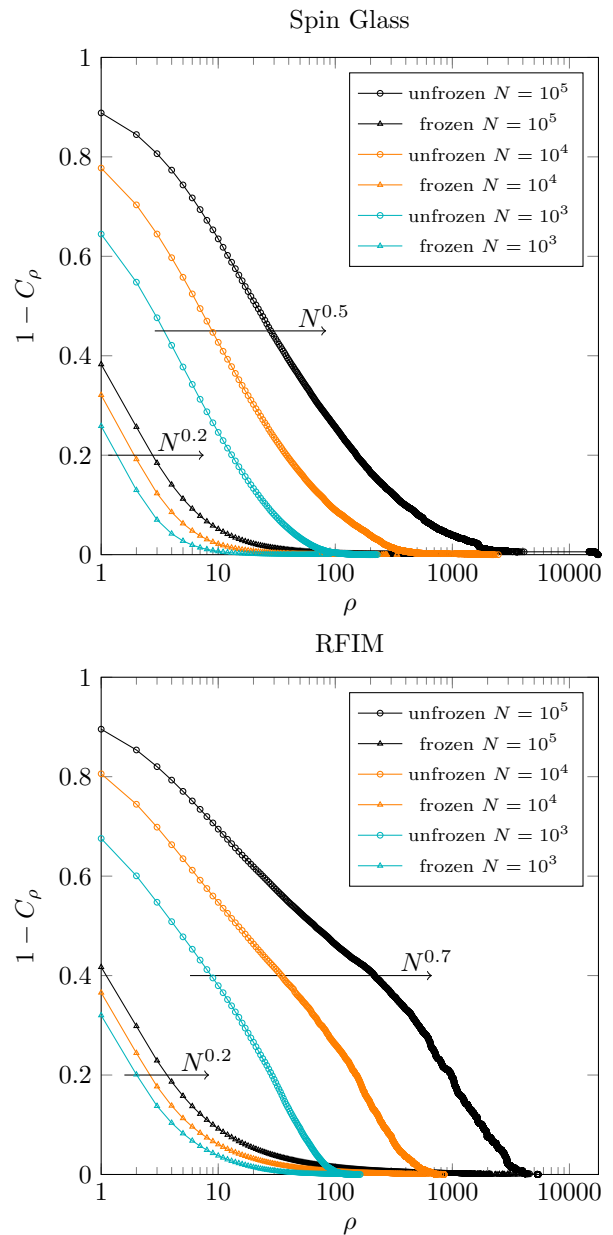 Spin Glass
1
0.8
0.6
0.4
0.2
0
1 − C_ρ
unfrozen N = 10^5
frozen N = 10^5
unfrozen N = 10^4
frozen N = 10^4
unfrozen N = 10^3
frozen N = 10^3
N^0.5
N^0.2
1 10 100 1000 10000
ρ
RFIM
1
0.8
0.6
0.4
0.2
0
1 − C_ρ
unfrozen N = 10^5
frozen N = 10^5
unfrozen N = 10^4
frozen N = 10^4
unfrozen N = 10^3
frozen N = 10^3
N^0.7
N^0.2
1 10 100 1000 10000
ρ